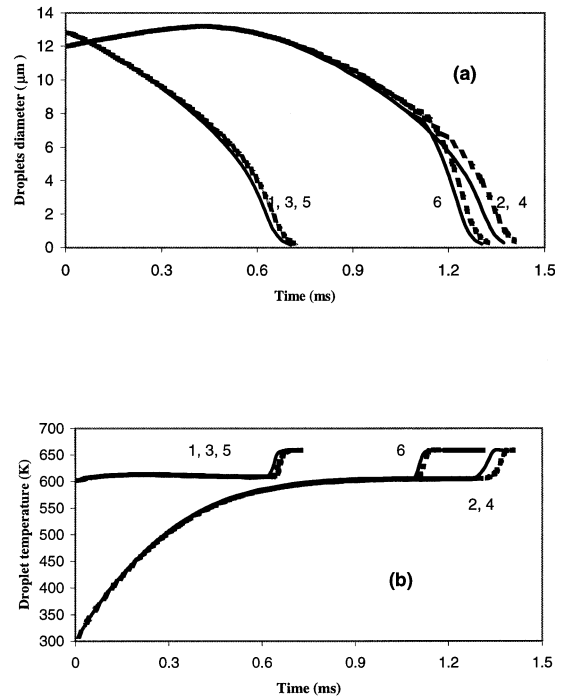 14
12
10
8
6
4
2
0
Droplets diameter (μm)
(a)
1, 3, 5
6
2, 4
0 0.3 0.6 0.9 1.2 1.5
Time (ms)
700
650
600
550
500
450
400
350
300
Droplet temperature (K)
1, 3, 5
6
2, 4
(b)
0 0.3 0.6 0.9 1.2 1.5
Time (ms)